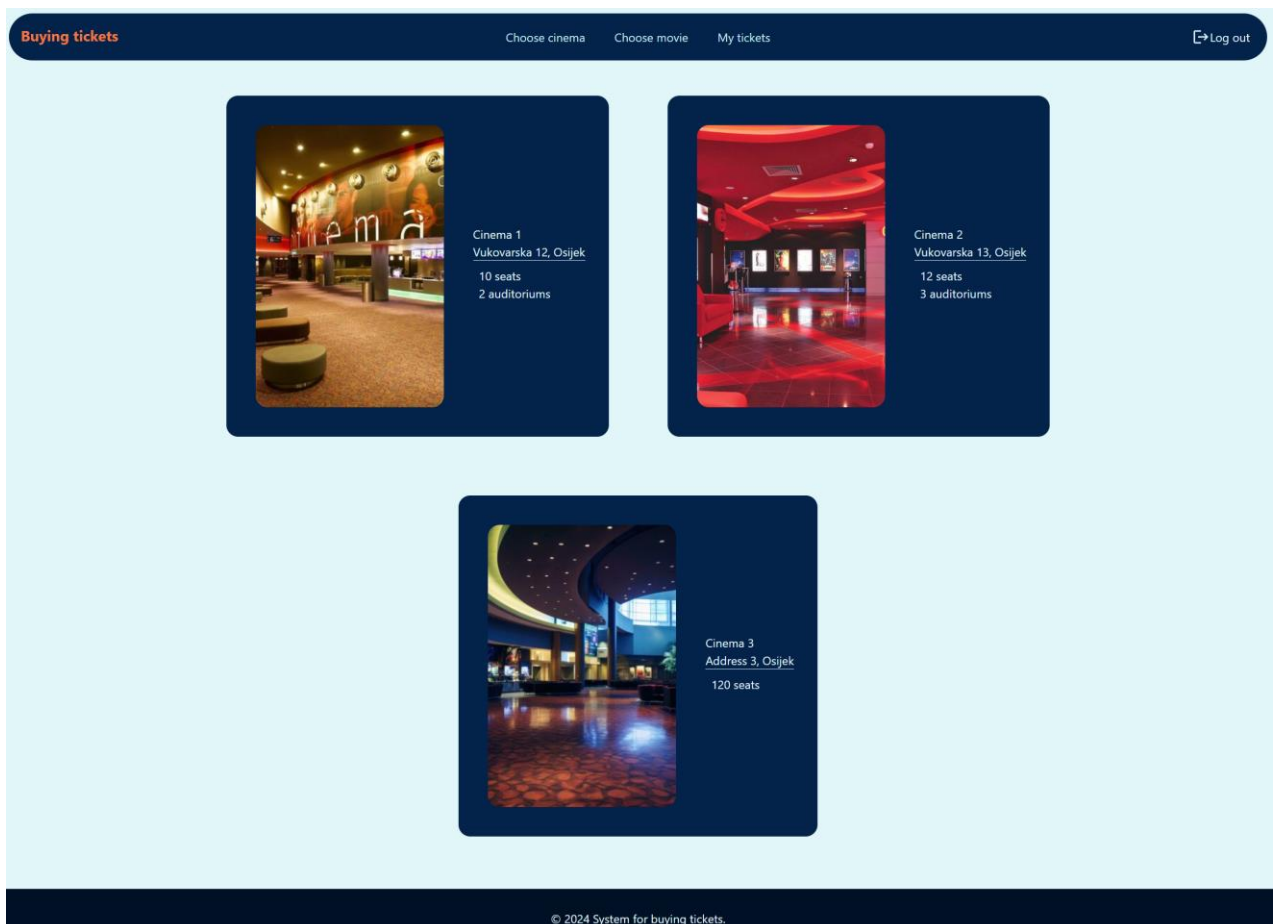 Buying tickets
Choose cinema
Choose movie
My tickets
Log out
ema
Cinema 1
Vukovarska 12, Osijek
10 seats
2 auditoriums
Cinema 2
Vukovarska 13, Osijek
12 seats
3 auditoriums
Cinema 3
Address 3, Osijek
120 seats
© 2024 System for buying tickets.